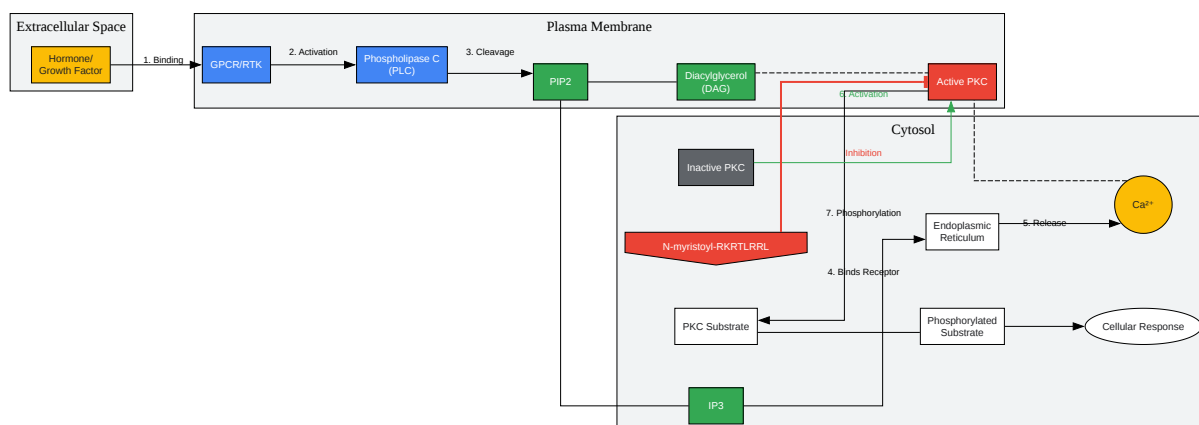 Extracellular Space
Plasma Membrane
Hormone/
Growth Factor
1. Binding
GPCR/RTK
2. Activation
Phospholipase C
(PLC)
3. Cleavage
PIP2
Diacylglycerol
(DAG)
Active PKC
6. Activation
Cytosol
Inactive PKC
Inhibition
Ca²⁺
7. Phosphorylation
Endoplasmic
Reticulum
5. Release
N-myristoyl-RKRTLRRL
4. Binds Receptor
PKC Substrate
Phosphorylated
Substrate
Cellular Response
IP3